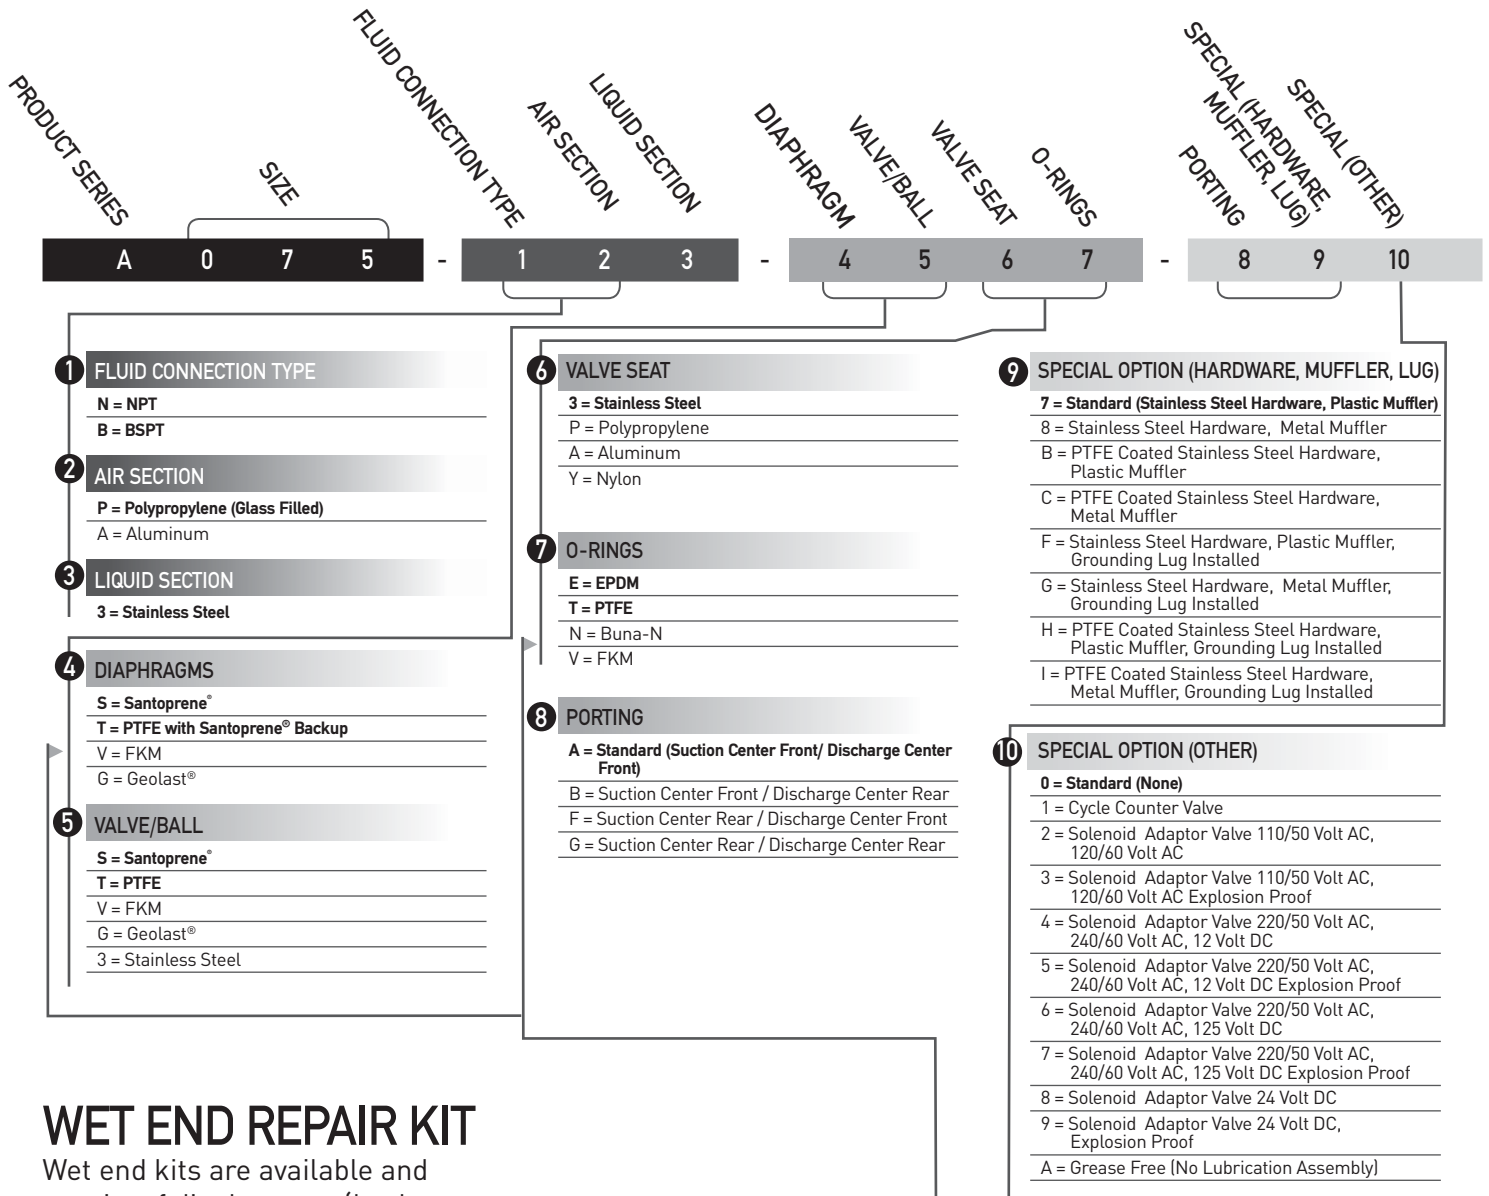 PRODUCT SERIES
SIZE
FLUID CONNECTION TYPE
AIR SECTION
LIQUID SECTION
DIAPHRAGM
VALVE/BALL
VALVE SEAT
O-RINGS
PORTING
SPECIAL (HARDWARE,
MUFFLER, LUG)
SPECIAL (OTHER)
A 0 7 5 - 1 2 3 - 4 5 6 7 - 8 9 10
1 FLUID CONNECTION TYPE
N = NPT
B = BSPT
2 AIR SECTION
P = Polypropylene (Glass Filled)
A = Aluminum
3 LIQUID SECTION
3 = Stainless Steel
4 DIAPHRAGMS
S = Santoprene®
T = PTFE with Santoprene® Backup
V = FKM
G = Geolast®
5 VALVE/BALL
S = Santoprene®
T = PTFE
V = FKM
G = Geolast®
3 = Stainless Steel
6 VALVE SEAT
3 = Stainless Steel
P = Polypropylene
A = Aluminum
Y = Nylon
7 O-RINGS
E = EPDM
T = PTFE
N = Buna-N
V = FKM
8 PORTING
A = Standard (Suction Center Front/ Discharge Center
Front)
B = Suction Center Front / Discharge Center Rear
F = Suction Center Rear / Discharge Center Front
G = Suction Center Rear / Discharge Center Rear
9 SPECIAL OPTION (HARDWARE, MUFFLER, LUG)
7 = Standard (Stainless Steel Hardware, Plastic Muffler)
8 = Stainless Steel Hardware, Metal Muffler
B = PTFE Coated Stainless Steel Hardware,
Plastic Muffler
C = PTFE Coated Stainless Steel Hardware,
Metal Muffler
F = Stainless Steel Hardware, Plastic Muffler,
Grounding Lug Installed
G = Stainless Steel Hardware, Metal Muffler,
Grounding Lug Installed
H = PTFE Coated Stainless Steel Hardware,
Plastic Muffler, Grounding Lug Installed
I = PTFE Coated Stainless Steel Hardware,
Metal Muffler, Grounding Lug Installed
10 SPECIAL OPTION (OTHER)
0 = Standard (None)
1 = Cycle Counter Valve
2 = Solenoid Adaptor Valve 110/50 Volt AC,
120/60 Volt AC
3 = Solenoid Adaptor Valve 110/50 Volt AC,
120/60 Volt AC Explosion Proof
4 = Solenoid Adaptor Valve 220/50 Volt AC,
240/60 Volt AC, 12 Volt DC
5 = Solenoid Adaptor Valve 220/50 Volt AC,
240/60 Volt AC, 12 Volt DC Explosion Proof
6 = Solenoid Adaptor Valve 220/50 Volt AC,
240/60 Volt AC, 125 Volt DC
7 = Solenoid Adaptor Valve 220/50 Volt AC,
240/60 Volt AC, 125 Volt DC Explosion Proof
8 = Solenoid Adaptor Valve 24 Volt DC
9 = Solenoid Adaptor Valve 24 Volt DC,
Explosion Proof
A = Grease Free (No Lubrication Assembly)
WET END REPAIR KIT
Wet end kits are available and